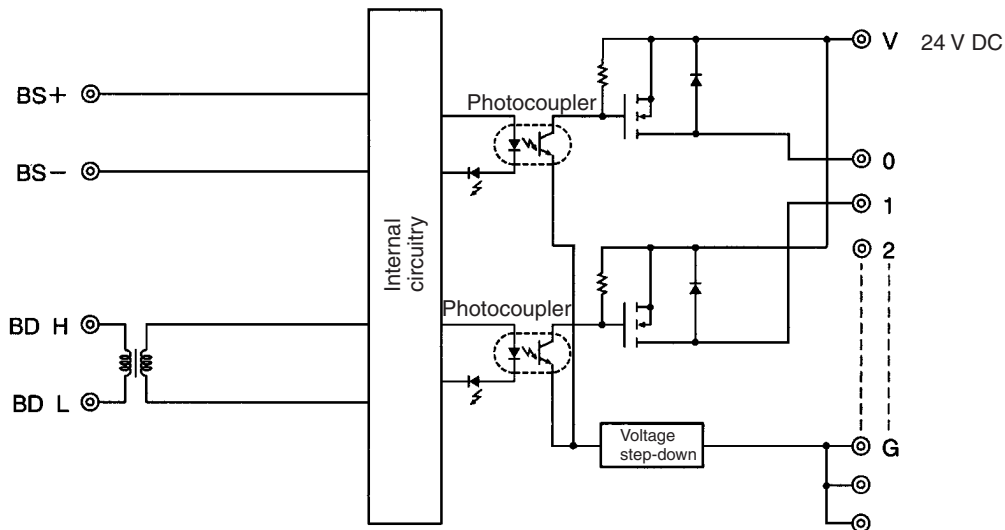 BS+
BS-
BD H
BD L
Internal
circuitry
Photocoupler
Photocoupler
Voltage
step-down
V 24 V DC
0
1
2
G